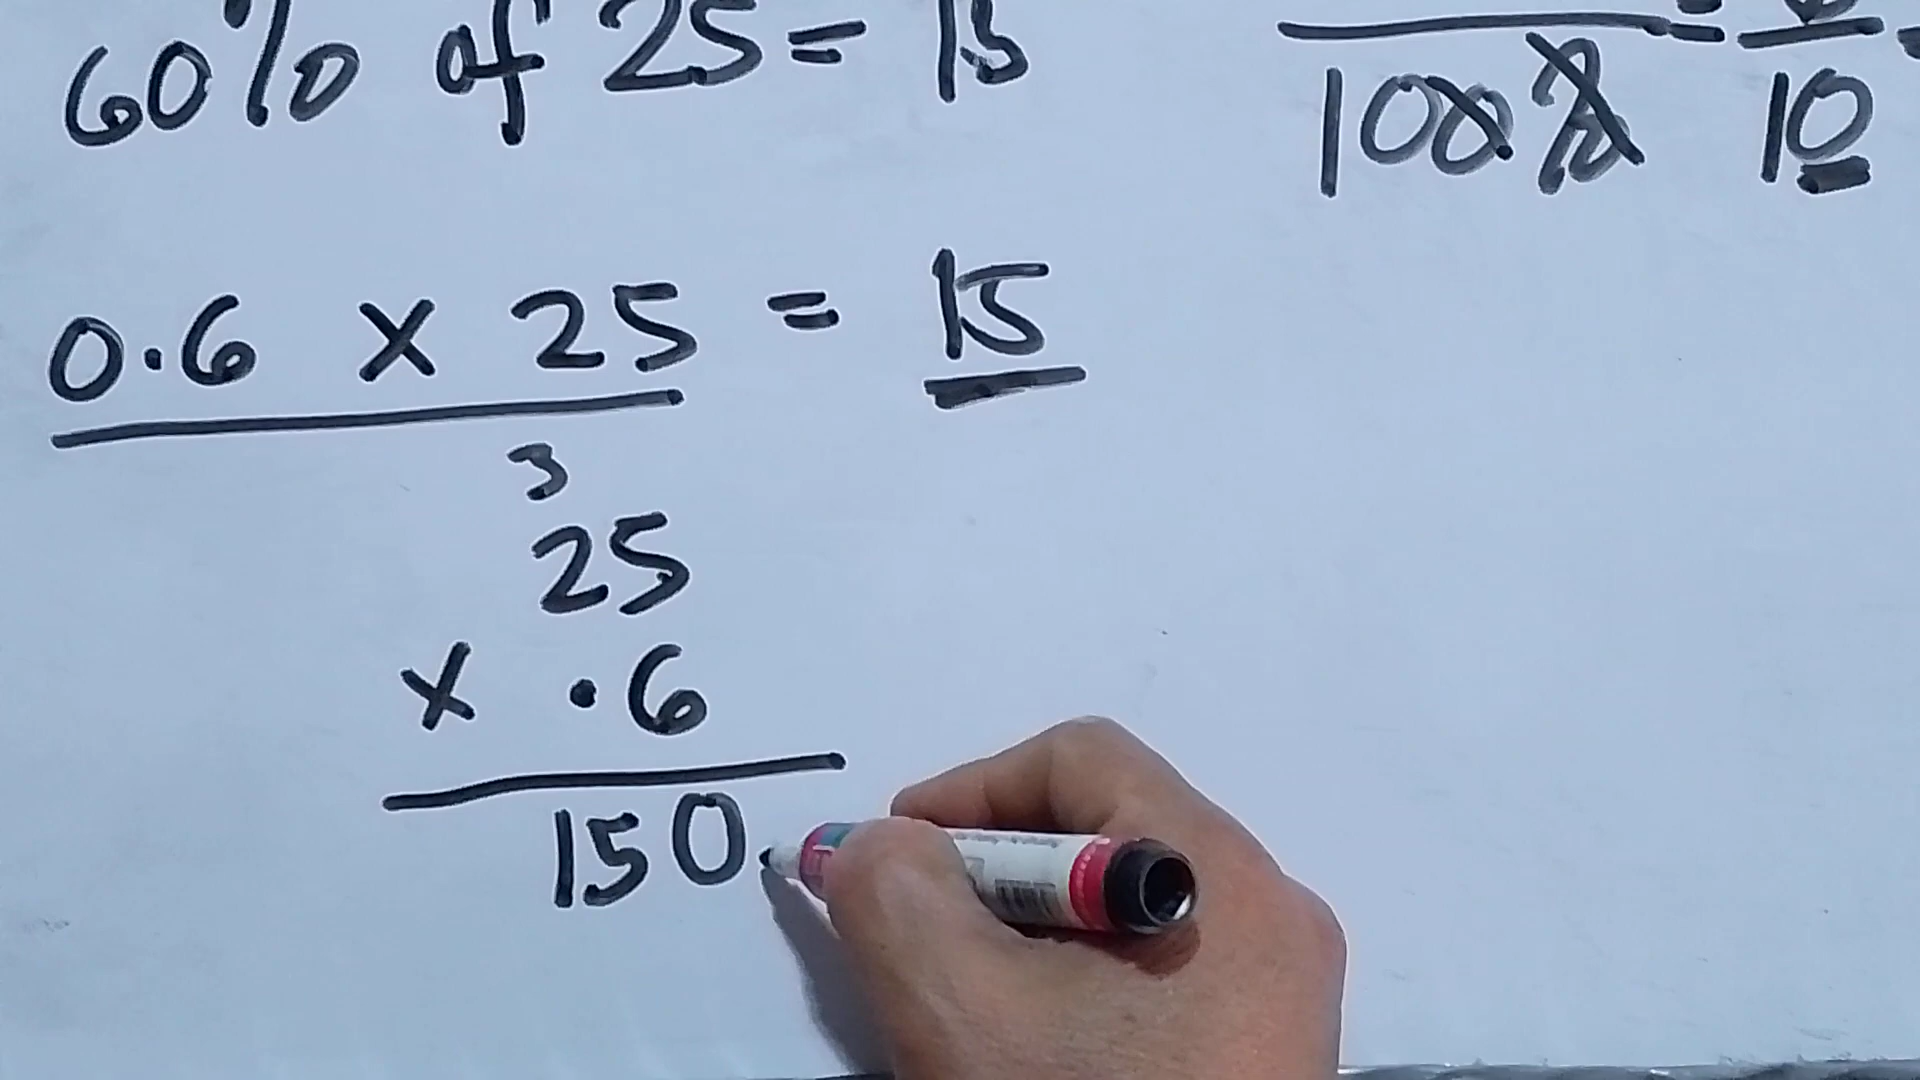 60% of 25 = 15
100% 10
0.6 x 25 = 15
3
25
x .6
150.